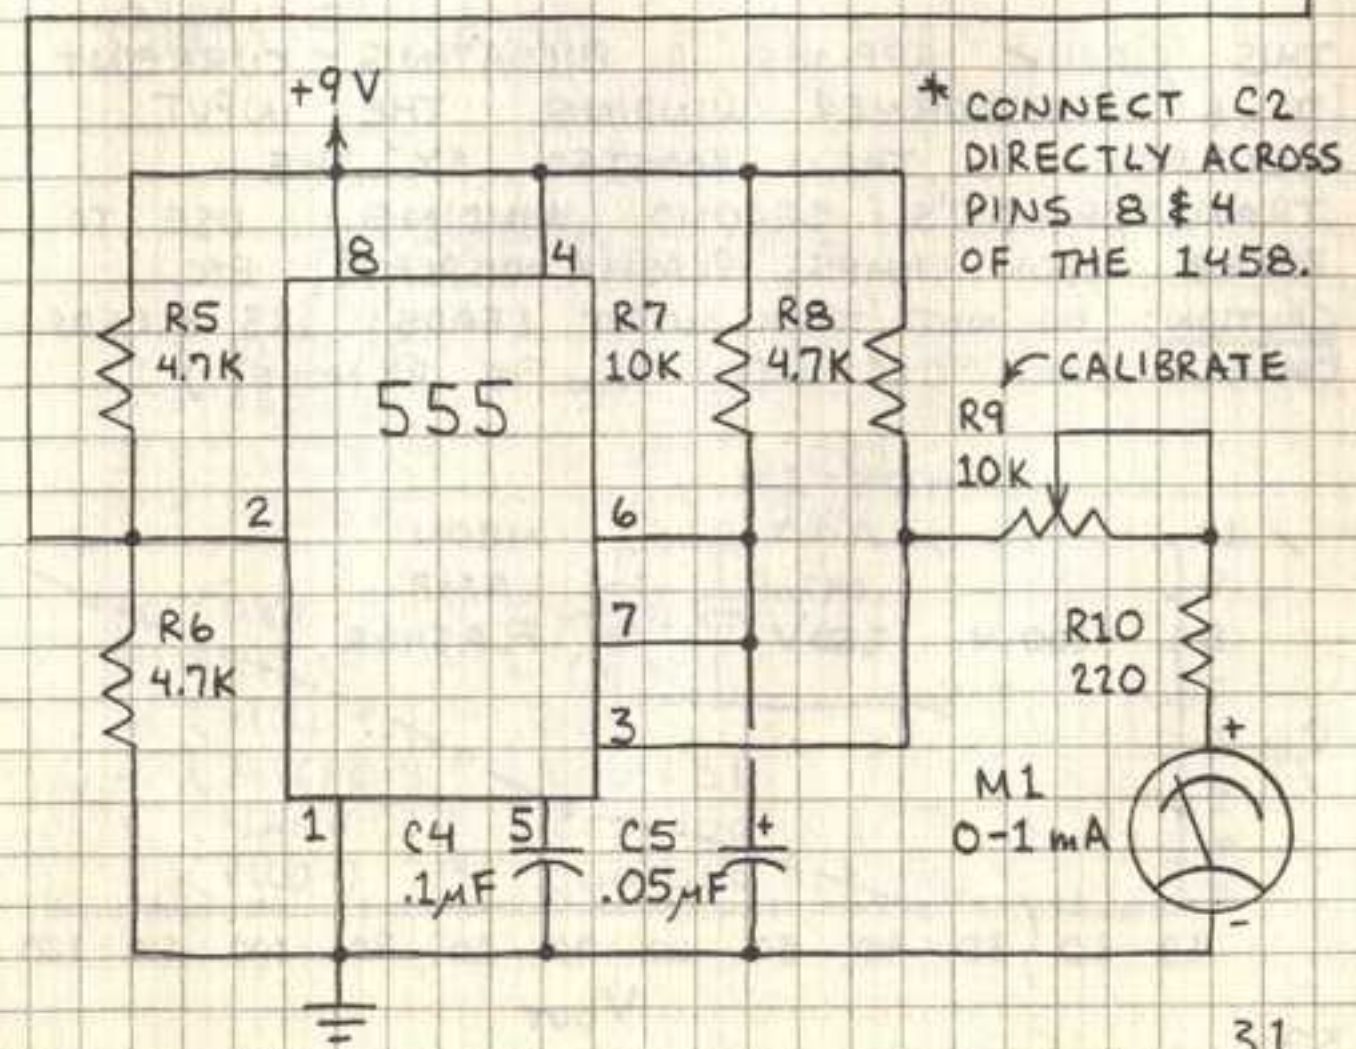 +9V
* CONNECT C2
DIRECTLY ACROSS
PINS 8 & 4
OF THE 1458.
8
4
R5
4.7K
R7
10K
R8
4.7K
555
CALIBRATE
R9
10K
2
6
7
3
R6
4.7K
R10
220
+
M1
0-1 mA
-
1
5
C4
.1µF
C5
.05µF
+
31